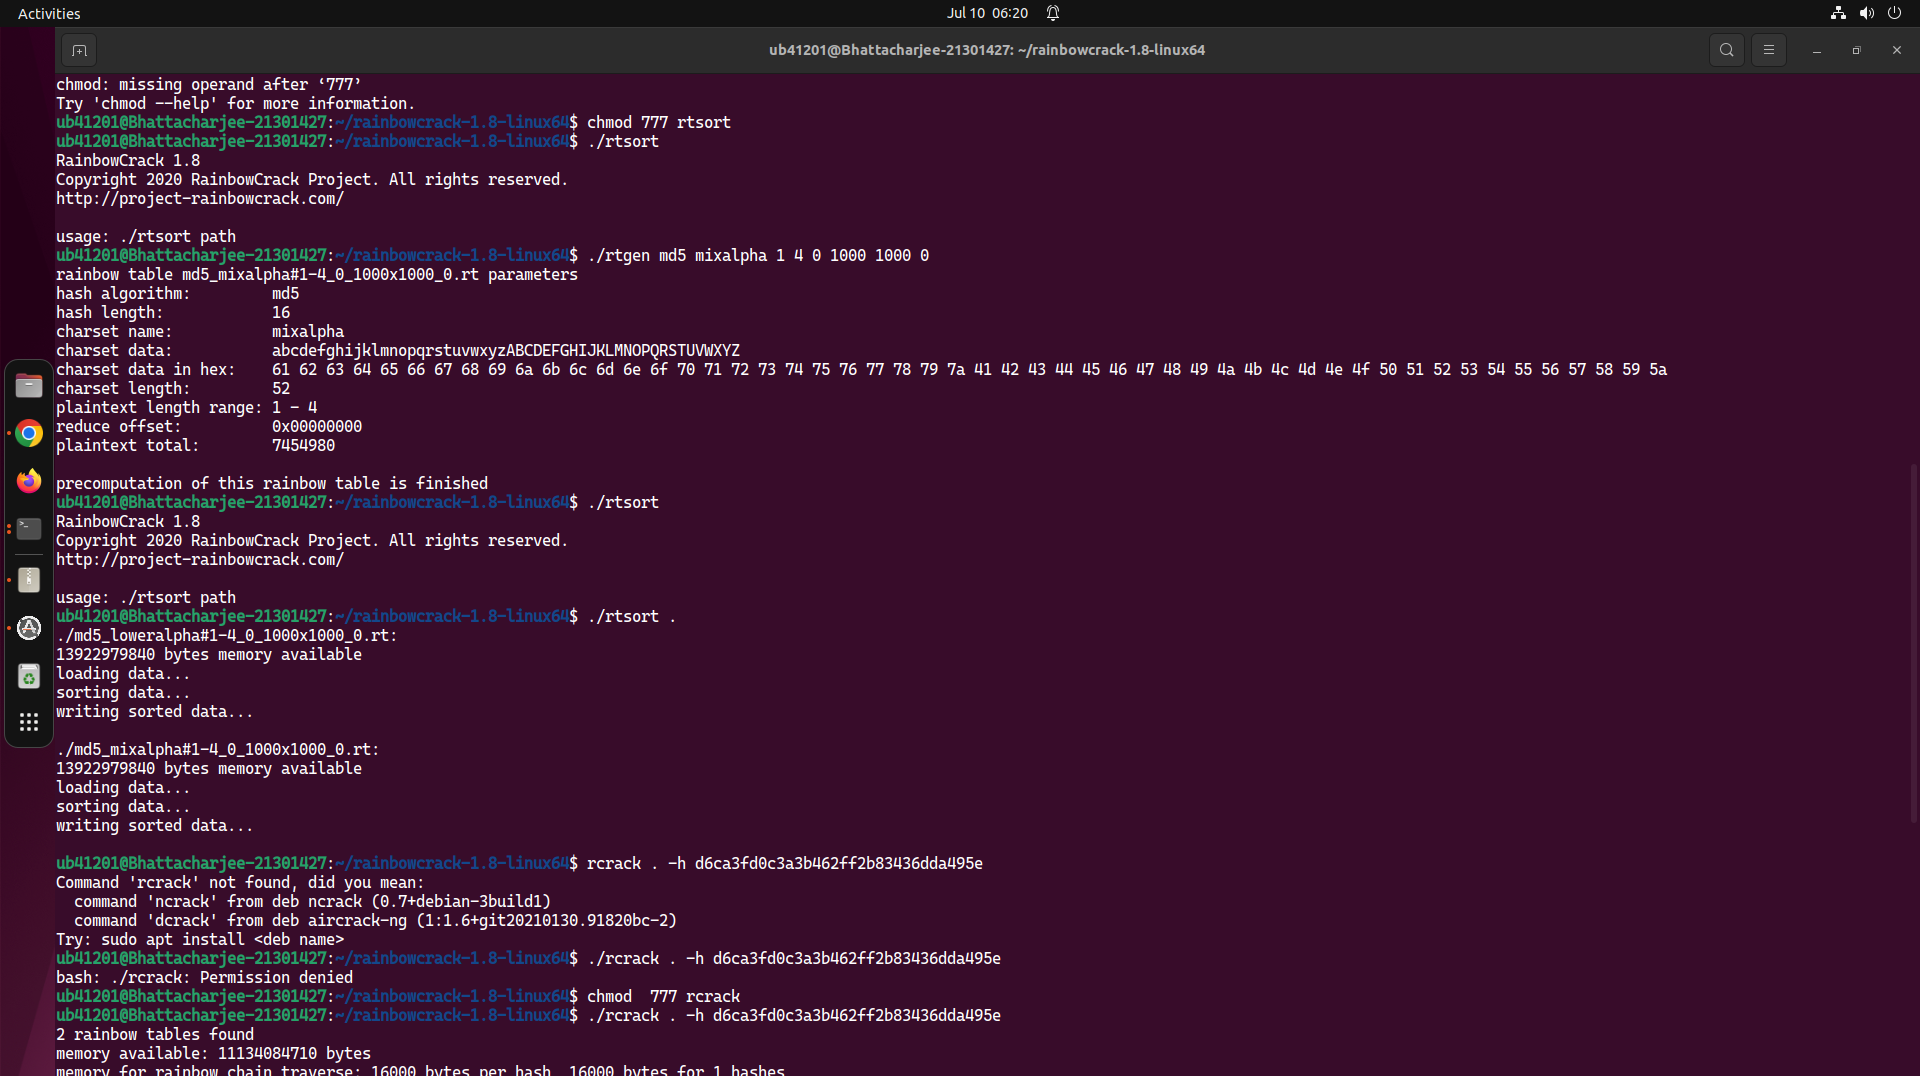 Activities
Jul 10 06:20
ub41201@Bhattacharjee-21301427: ~/rainbowcrack-1.8-linux64
chmod: missing operand after ‘777’
Try 'chmod --help' for more information.
ub41201@Bhattacharjee-21301427:~/rainbowcrack-1.8-linux64$ chmod 777 rtsort
ub41201@Bhattacharjee-21301427:~/rainbowcrack-1.8-linux64$ ./rtsort
RainbowCrack 1.8
Copyright 2020 RainbowCrack Project. All rights reserved.
http://project-rainbowcrack.com/
usage: ./rtsort path
ub41201@Bhattacharjee-21301427:~/rainbowcrack-1.8-linux64$ ./rtgen md5 mixalpha 1 4 0 1000 1000 0
rainbow table md5_mixalpha#1-4_0_1000x1000_0.rt parameters
hash algorithm: md5
hash length: 16
charset name: mixalpha
charset data: abcdefghijklmnopqrstuvwxyzABCDEFGHIJKLMNOPQRSTUVWXYZ
charset data in hex: 61 62 63 64 65 66 67 68 69 6a 6b 6c 6d 6e 6f 70 71 72 73 74 75 76 77 78 79 7a 41 42 43 44 45 46 47 48 49 4a 4b 4c 4d 4e 4f 50 51 52 53 54 55 56 57 58 59 5a
charset length: 52
plaintext length range: 1 - 4
reduce offset: 0x00000000
plaintext total: 7454980
precomputation of this rainbow table is finished
ub41201@Bhattacharjee-21301427:~/rainbowcrack-1.8-linux64$ ./rtsort
RainbowCrack 1.8
Copyright 2020 RainbowCrack Project. All rights reserved.
http://project-rainbowcrack.com/
usage: ./rtsort path
ub41201@Bhattacharjee-21301427:~/rainbowcrack-1.8-linux64$ ./rtsort .
./md5_loweralpha#1-4_0_1000x1000_0.rt:
13922979840 bytes memory available
loading data...
sorting data...
writing sorted data...
./md5_mixalpha#1-4_0_1000x1000_0.rt:
13922979840 bytes memory available
loading data...
sorting data...
writing sorted data...
ub41201@Bhattacharjee-21301427:~/rainbowcrack-1.8-linux64$ rcrack . -h d6ca3fd0c3a3b462ff2b83436dda495e
Command 'rcrack' not found, did you mean:
command 'ncrack' from deb ncrack (0.7+debian-3build1)
command 'dcrack' from deb aircrack-ng (1:1.6+git20210130.91820bc-2)
Try: sudo apt install <deb name>
ub41201@Bhattacharjee-21301427:~/rainbowcrack-1.8-linux64$ ./rcrack . -h d6ca3fd0c3a3b462ff2b83436dda495e
bash: ./rcrack: Permission denied
ub41201@Bhattacharjee-21301427:~/rainbowcrack-1.8-linux64$ chmod  777 rcrack
ub41201@Bhattacharjee-21301427:~/rainbowcrack-1.8-linux64$ ./rcrack . -h d6ca3fd0c3a3b462ff2b83436dda495e
2 rainbow tables found
memory available: 11134084710 bytes
memory for rainbow chain traverse: 16000 bytes per hash, 16000 bytes for 1 hashes